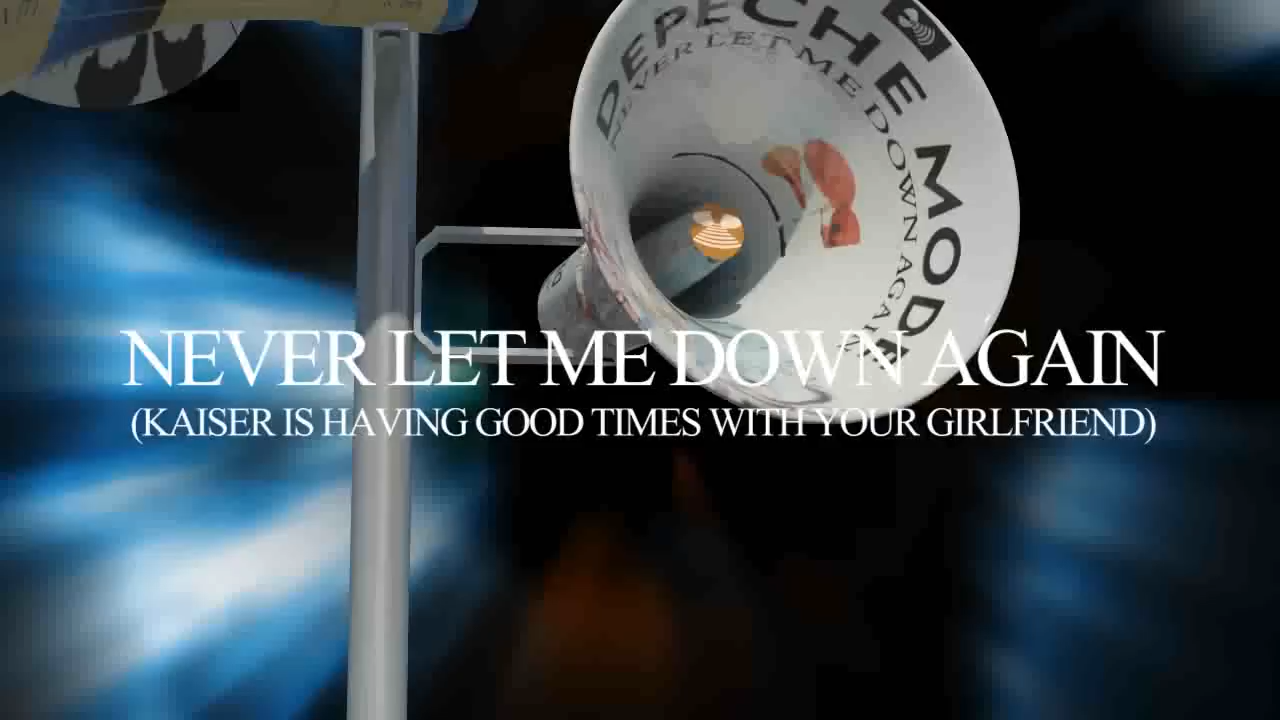 DEPECHE MODE
NEVER LET ME DOWN AGAIN
NEVER LET ME DOWN AGAIN
(KAISER IS HAVING GOOD TIMES WITH YOUR GIRLFRIEND)